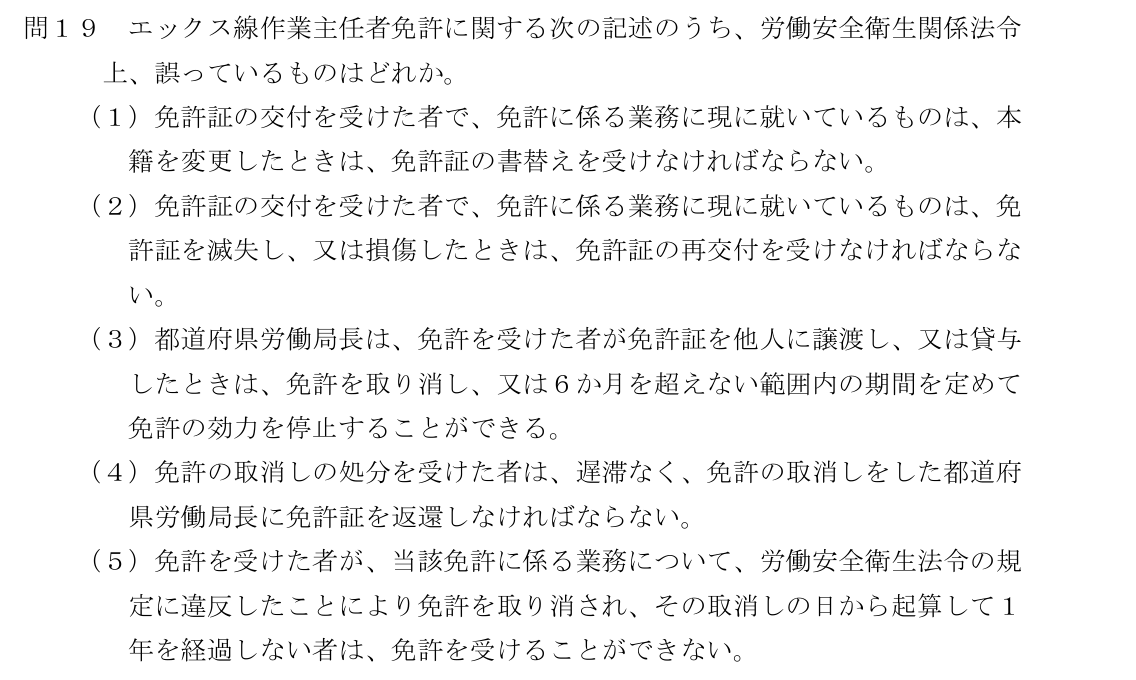 問１９　エックス線作業主任者免許に関する次の記述のうち、労働安全衛生関係法令
上、誤っているものはどれか。
（１）免許証の交付を受けた者で、免許に係る業務に現に就いているものは、本
籍を変更したときは、免許証の書替えを受けなければならない。
（２）免許証の交付を受けた者で、免許に係る業務に現に就いているものは、免
許証を滅失し、又は損傷したときは、免許証の再交付を受けなければならな
い。
（３）都道府県労働局長は、免許を受けた者が免許証を他人に譲渡し、又は貸与
したときは、免許を取り消し、又は６か月を超えない範囲内の期間を定めて
免許の効力を停止することができる。
（４）免許の取消しの処分を受けた者は、遅滞なく、免許の取消しをした都道府
県労働局長に免許証を返還しなければならない。
（５）免許を受けた者が、当該免許に係る業務について、労働安全衛生法令の規
定に違反したことにより免許を取り消され、その取消しの日から起算して１
年を経過しない者は、免許を受けることができない。